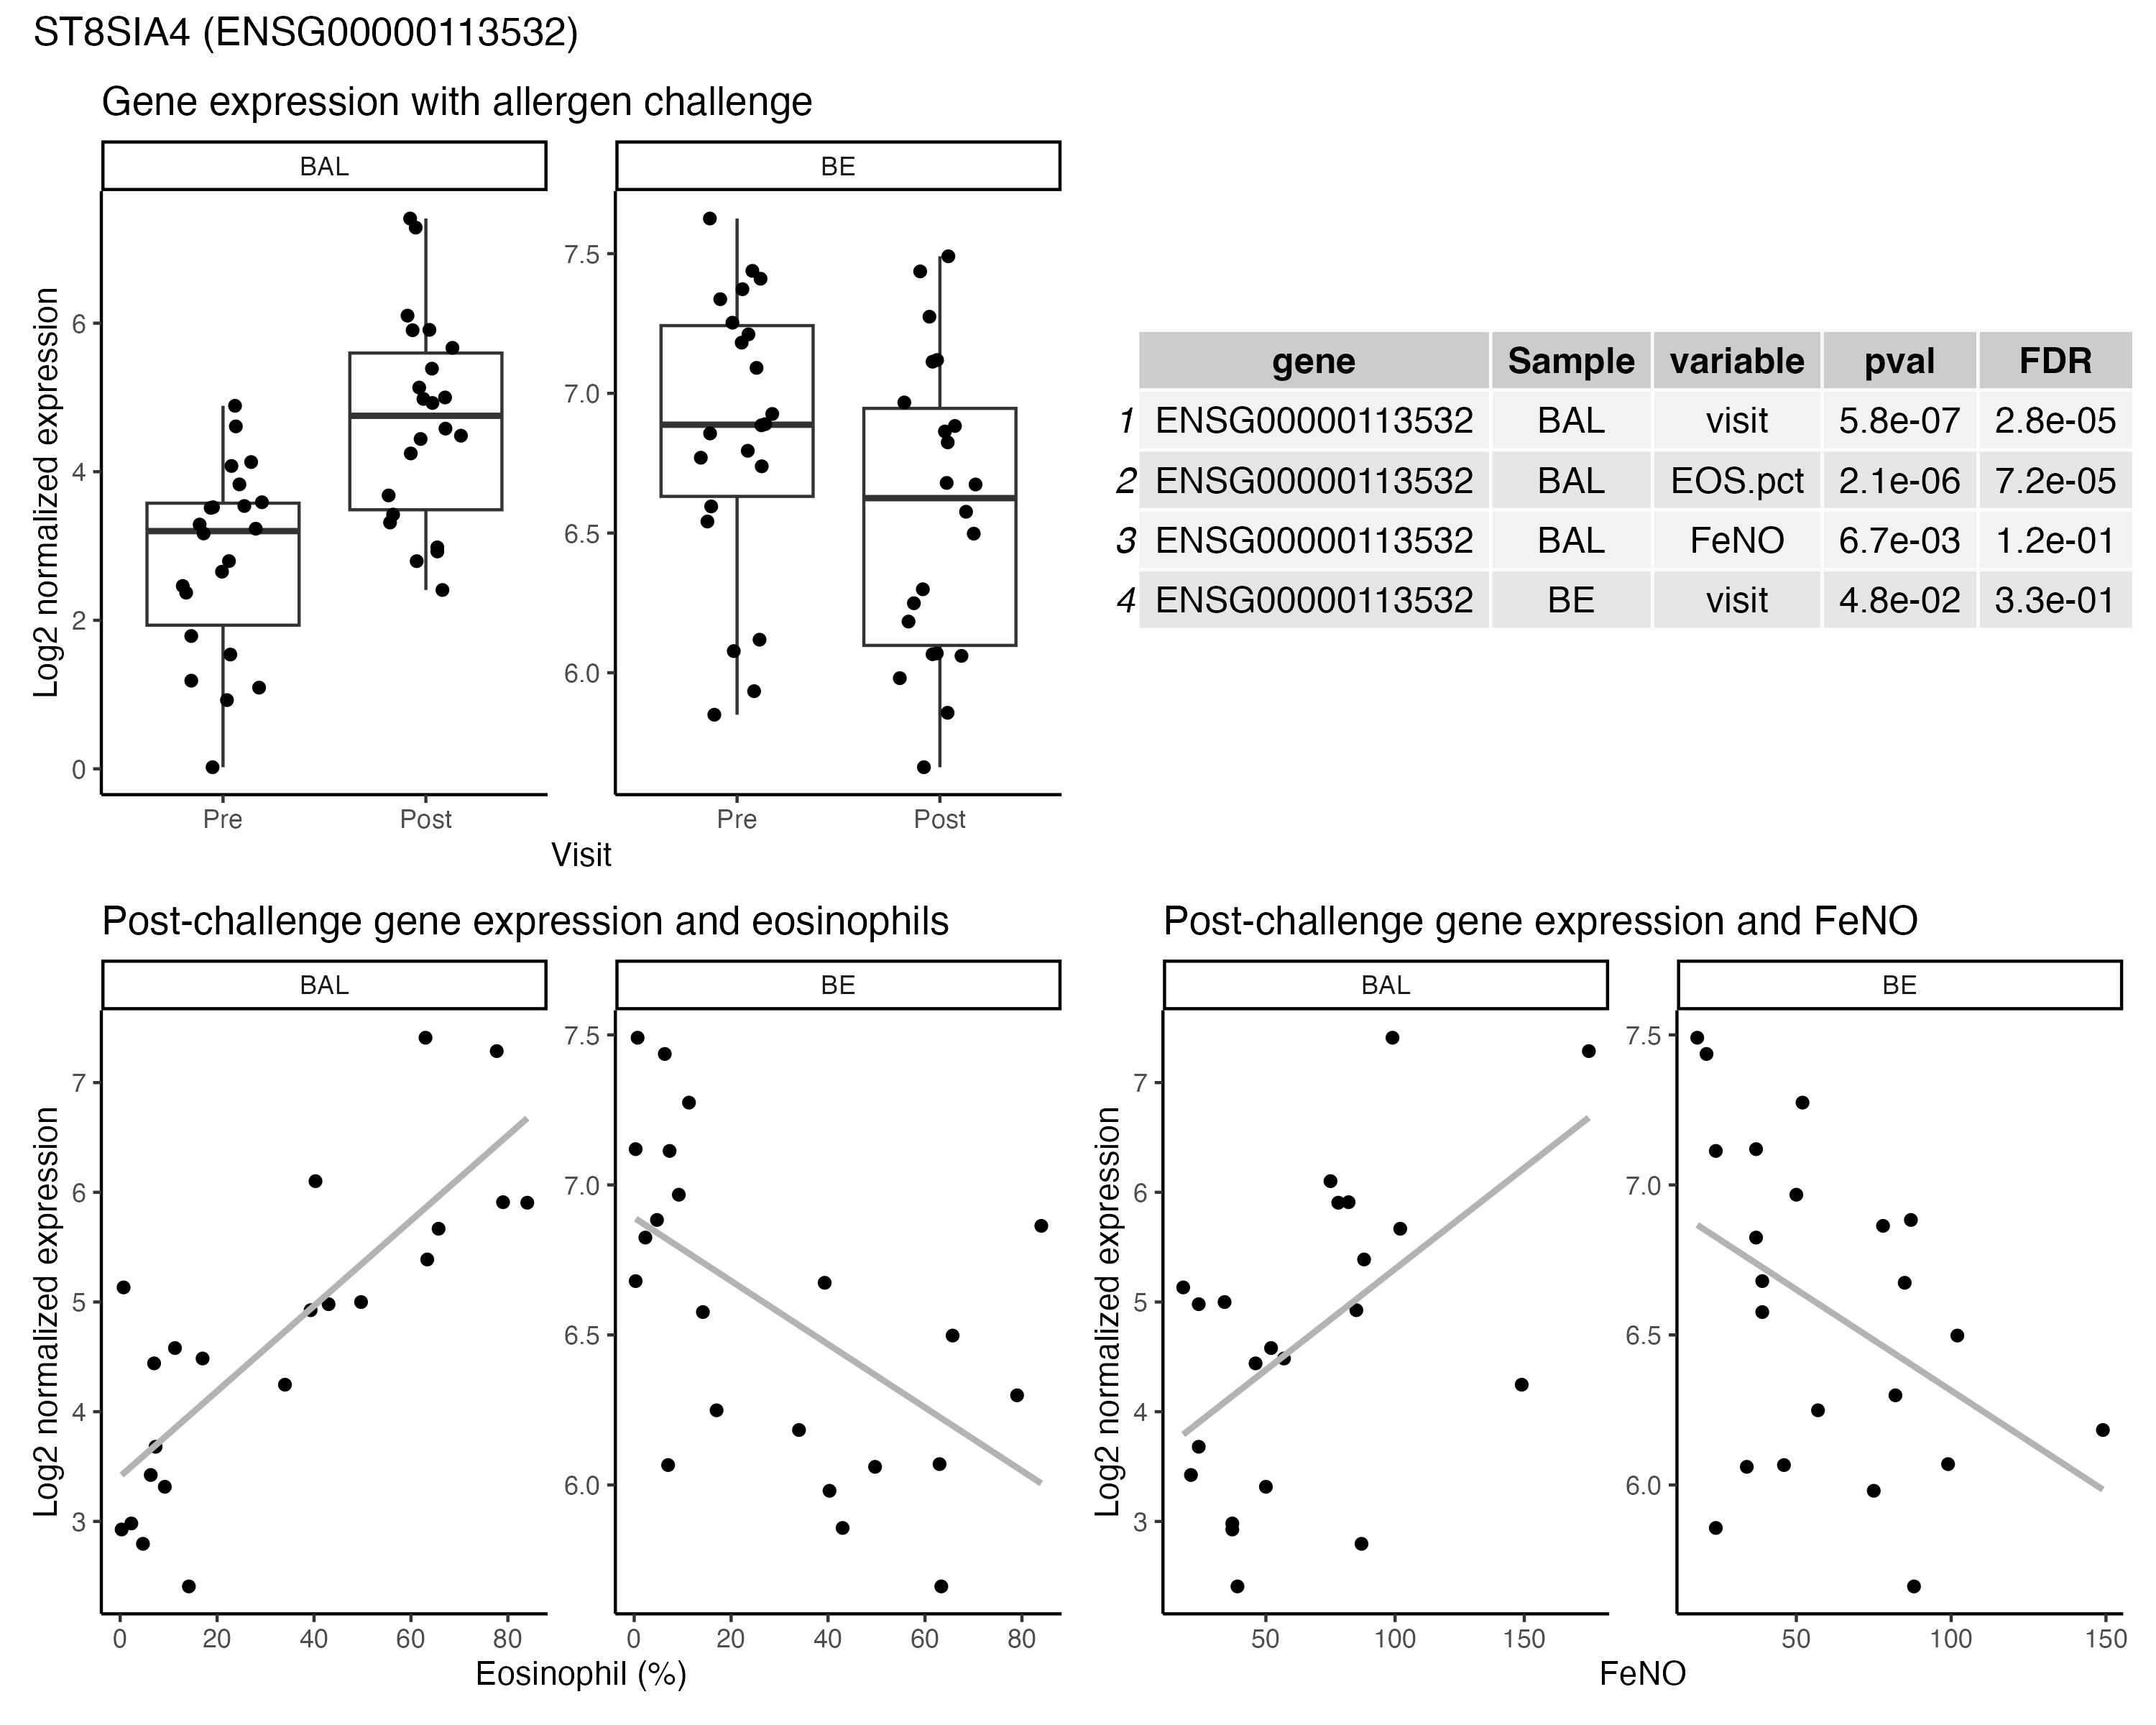 ST8SIA4 (ENSG00000113532)
Gene expression with allergen challenge
BAL
BE
Log2 normalized expression
6
4
2
0
7.5
7.0
6.5
6.0
Pre
Post
Pre
Post
Visit
gene Sample variable pval FDR
1 ENSG00000113532 BAL visit 5.8e-07 2.8e-05
2 ENSG00000113532 BAL EOS.pct 2.1e-06 7.2e-05
3 ENSG00000113532 BAL FeNO 6.7e-03 1.2e-01
4 ENSG00000113532 BE visit 4.8e-02 3.3e-01
Post-challenge gene expression and eosinophils
BAL
BE
Log2 normalized expression
7
6
5
4
3
7.5
7.0
6.5
6.0
0 20 40 60 80
0 20 40 60 80
Eosinophil (%)
Post-challenge gene expression and FeNO
BAL
BE
Log2 normalized expression
7
6
5
4
3
7.5
7.0
6.5
6.0
50 100 150
50 100 150
FeNO